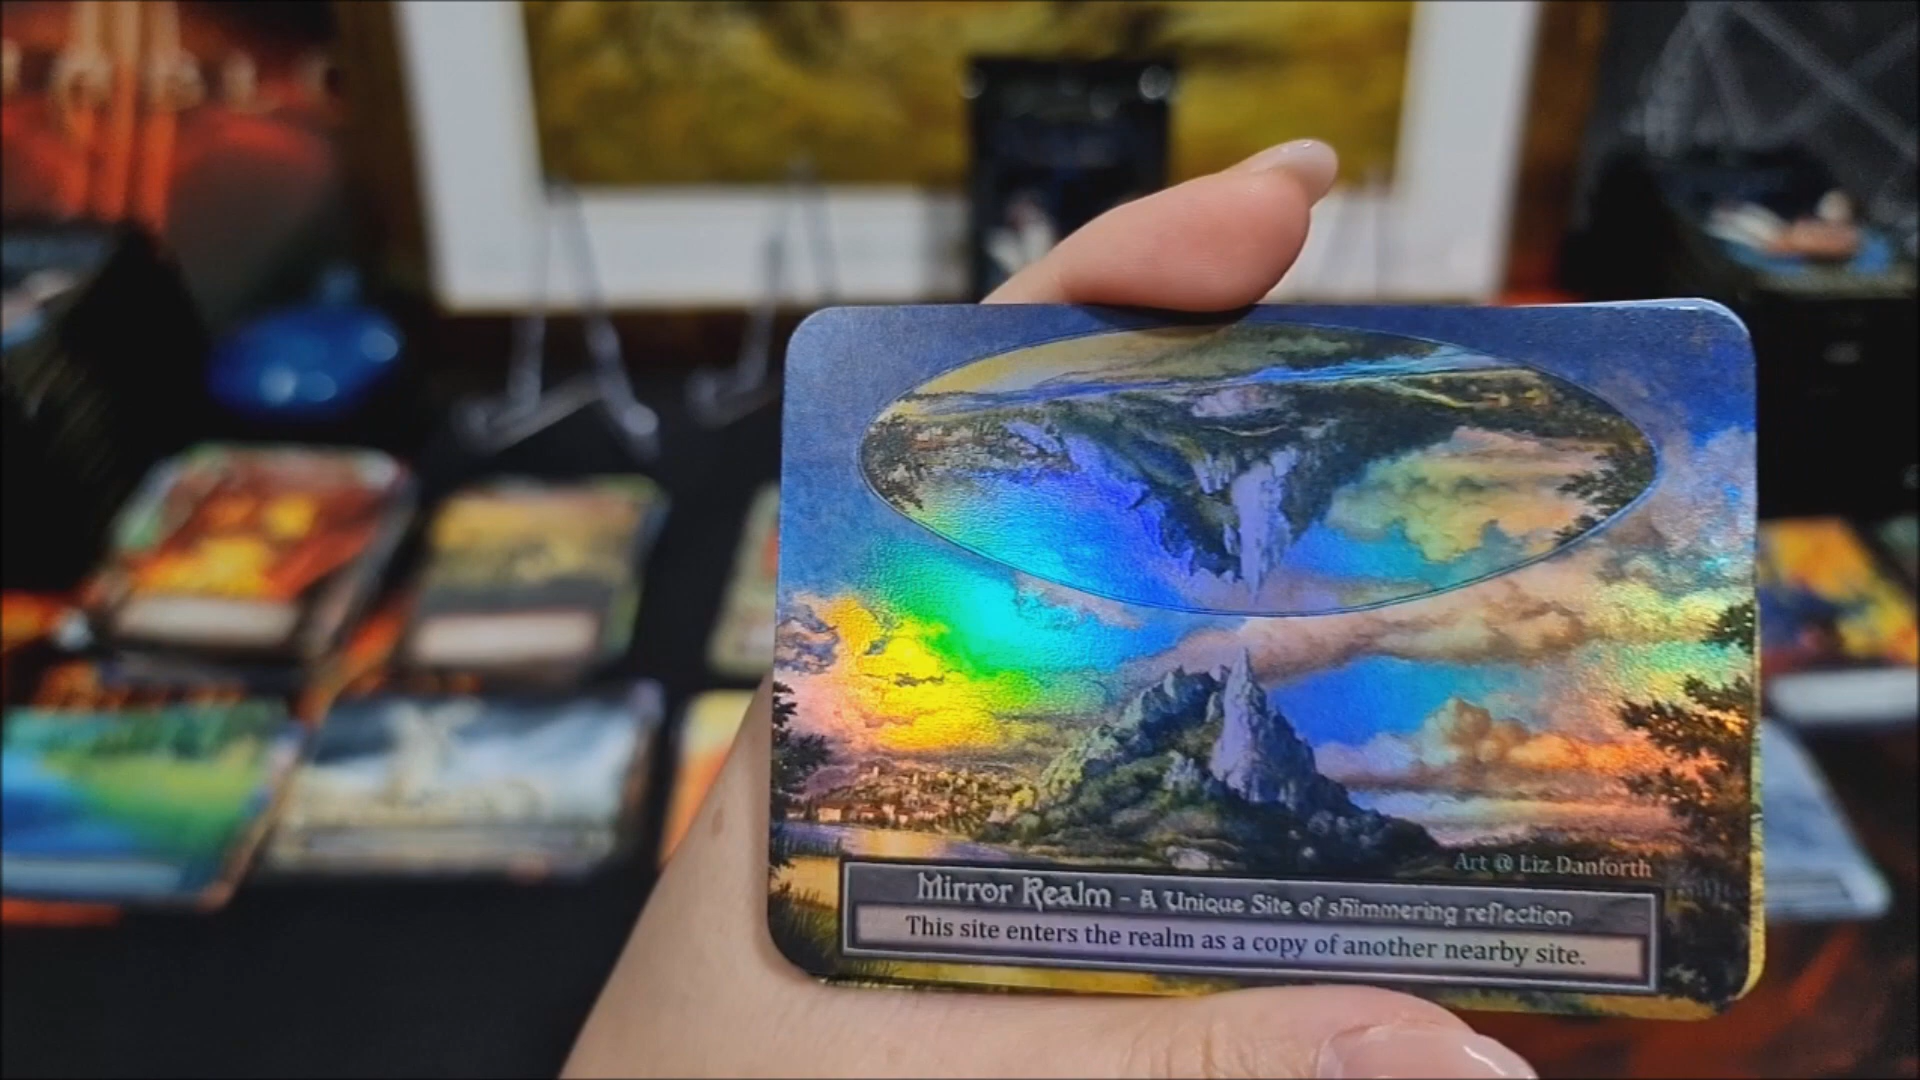 Art @ Liz Danforth
Mirror Realm - A Unique Site of shimmering reflection
This site enters the realm as a copy of another nearby site.